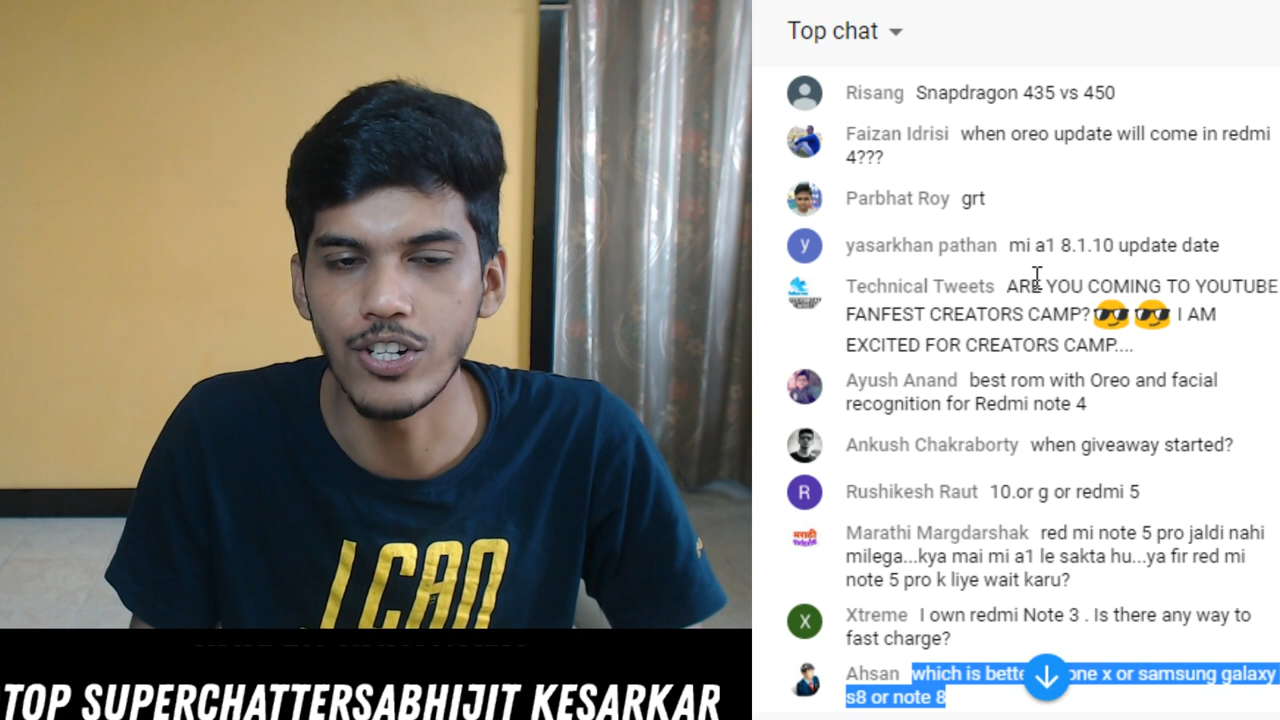 Top chat
Risang Snapdragon 435 vs 450
Faizan Idrisi when oreo update will come in redmi
4???
Parbhat Roy grt
y
yasarkhan pathan mi a1 8.1.10 update date
Technical Tweets ARE YOU COMING TO YOUTUBE
FANFEST CREATORS CAMP?😎 😎 I AM
EXCITED FOR CREATORS CAMP....
Ayush Anand best rom with Oreo and facial
recognition for Redmi note 4
Ankush Chakraborty when giveaway started?
R
Rushikesh Raut 10.or g or redmi 5
मराठी
Marathi Margdarshak red mi note 5 pro jaldi nahi
milega...kya mai mi a1 le sakta hu...ya fir red mi
note 5 pro k liye wait karu?
X
Xtreme I own redmi Note 3 . Is there any way to
fast charge?
Ahsan which is bette one x or samsung galaxy
s8 or note 8
I CAN
TOP SUPERCHATTERSABHIJIT KESARKAR